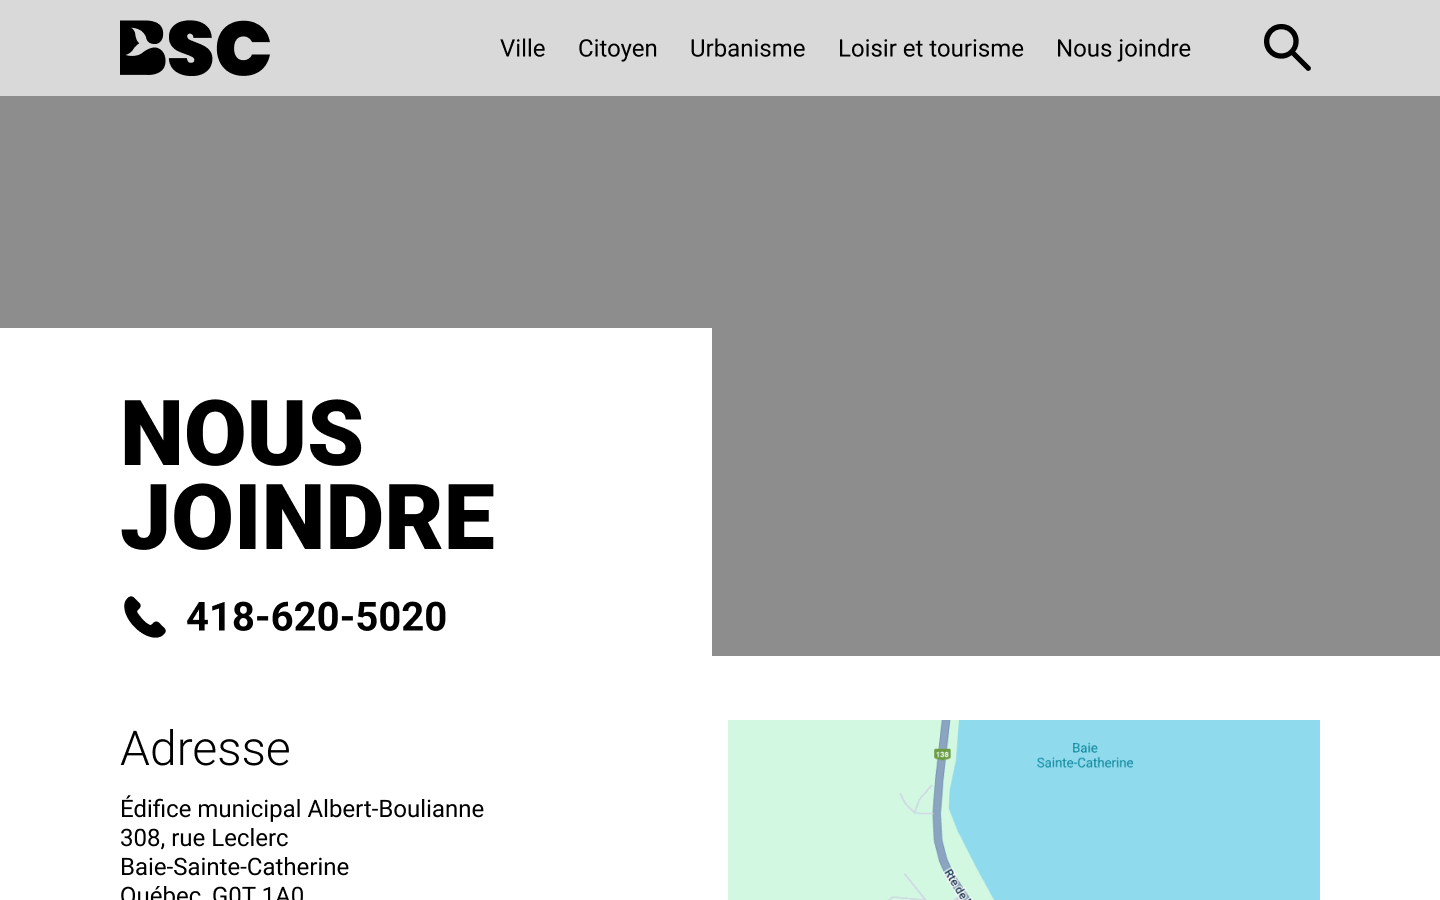 BSC
Ville Citoyen Urbanisme Loisir et tourisme Nous joindre
NOUS
JOINDRE
418-620-5020
Adresse
Édifice municipal Albert-Boulianne
308, rue Leclerc
Baie-Sainte-Catherine
Québec, G0T 1A0
138
Baie
Sainte-Catherine
Rte de